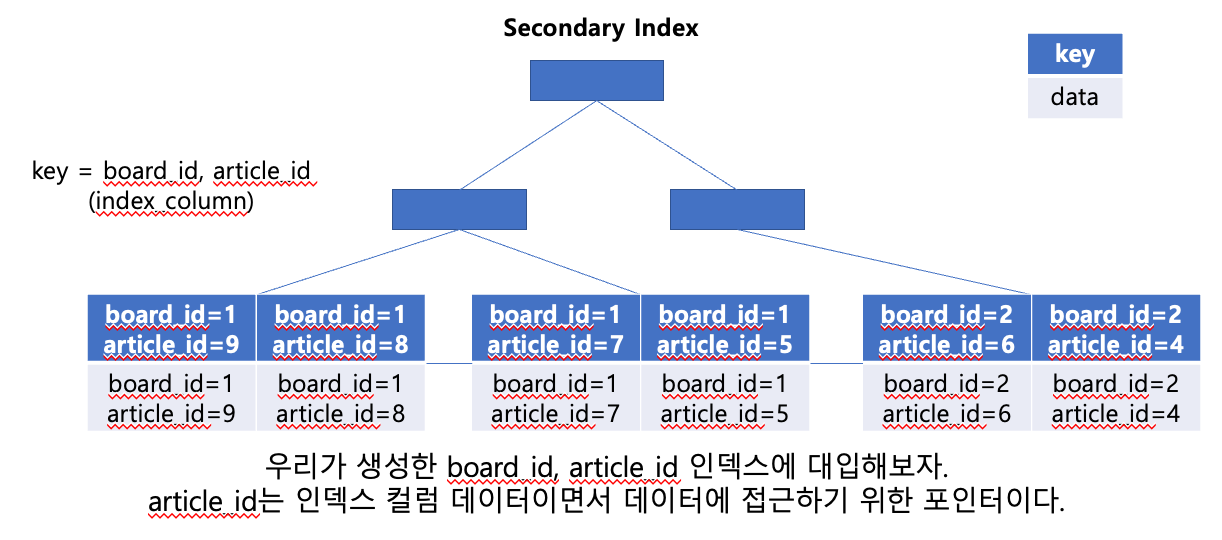 Secondary Index
key
data
key = board_id, article_id
(index_column)
board_id=1
article_id=9
board_id=1
article_id=8
board_id=1
article_id=7
board_id=1
article_id=5
board_id=2
article_id=6
board_id=2
article_id=4
board_id=1
article_id=9
board_id=1
article_id=8
board_id=1
article_id=7
board_id=1
article_id=5
board_id=2
article_id=6
board_id=2
article_id=4
우리가 생성한 board_id, article_id 인덱스에 대입해보자.
article_id는 인덱스 컬럼 데이터이면서 데이터에 접근하기 위한 포인터이다.